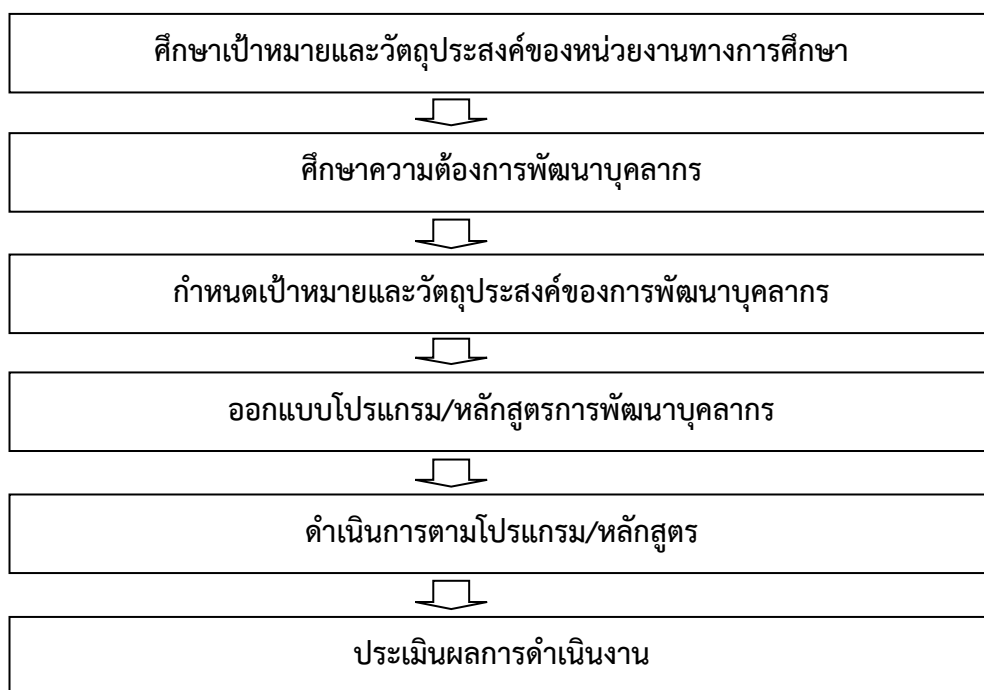 ศึกษาเป้าหมายและวัตถุประสงค์ของหน่วยงานทางการศึกษา
ศึกษาความต้องการพัฒนาบุคลากร
กำหนดเป้าหมายและวัตถุประสงค์ของการพัฒนาบุคลากร
ออกแบบโปรแกรม/หลักสูตรการพัฒนาบุคลากร
ดำเนินการตามโปรแกรม/หลักสูตร
ประเมินผลการดำเนินงาน